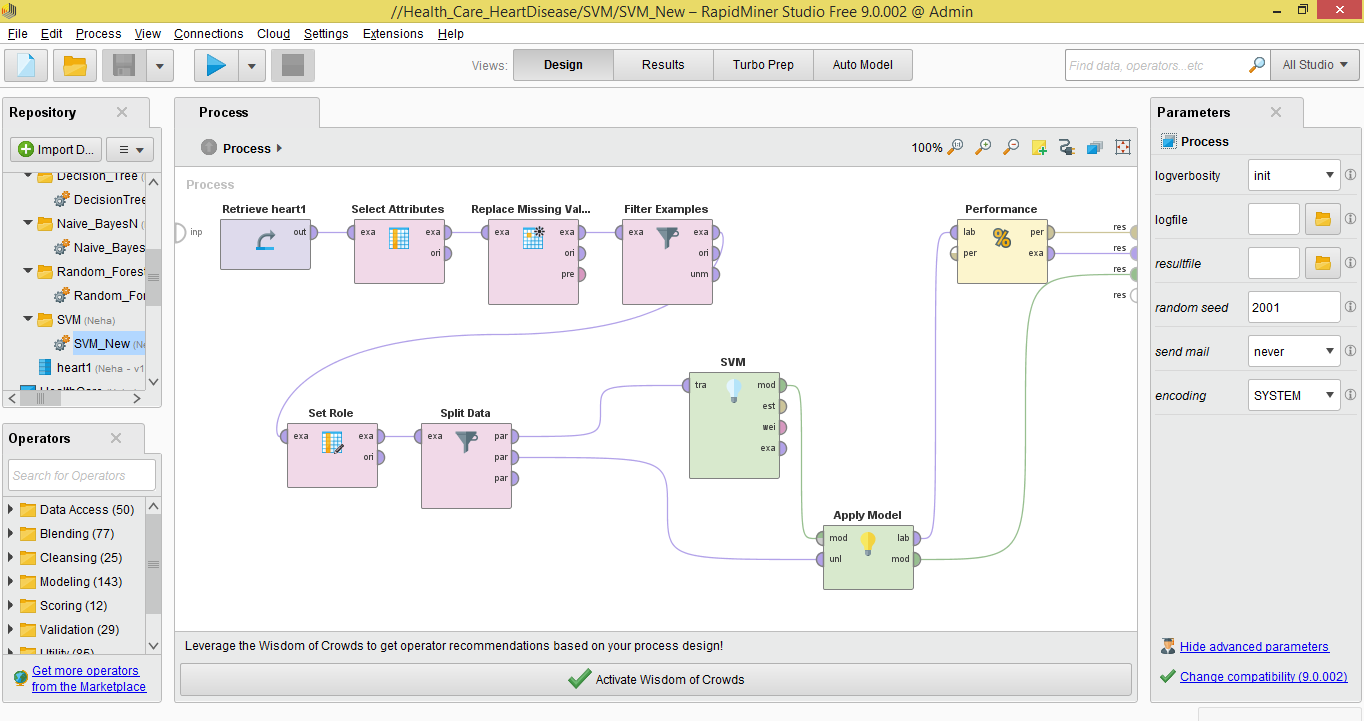 //Health_Care_HeartDisease/SVM/SVM_New – RapidMiner Studio Free 9.0.002 @ Admin
File Edit Process View Connections Cloud Settings Extensions Help
Views: Design Results Turbo Prep Auto Model
Find data, operators...etc
All Studio
Repository
Import D...
Decision_Tree
DecisionTree
Naive_BayesN
Naive_Bayes
Random_Forest
Random_For
SVM (Neha)
SVM_New (Ne
heart1 (Neha - v1
HealthCare
Operators
Search for Operators
Data Access (50)
Blending (77)
Cleansing (25)
Modeling (143)
Scoring (12)
Validation (29)
Utility (85)
Get more operators
from the Marketplace
Process
Process
100%
Process
inp
Retrieve heart1
out
Select Attributes
exa exa
ori
Replace Missing Val...
exa exa
ori
pre
Filter Examples
exa exa
ori
unm
Performance
lab per
per exa
res
res
res
res
Set Role
exa exa
ori
Split Data
exa par
par
par
SVM
tra mod
est
wei
exa
Apply Model
mod lab
unl mod
Leverage the Wisdom of Crowds to get operator recommendations based on your process design!
Activate Wisdom of Crowds
Parameters
Process
logverbosity init
logfile
resultfile
random seed 2001
send mail never
encoding SYSTEM
Hide advanced parameters
Change compatibility (9.0.002)